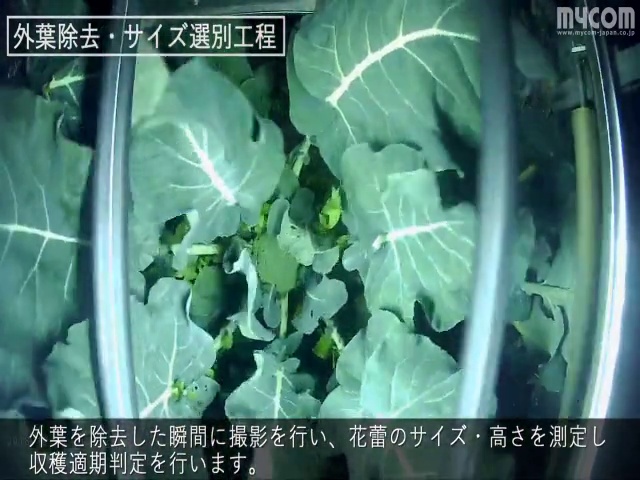 外葉除去・サイズ選別工程
mycom
www.mycom-japan.co.jp
外葉を除去した瞬間に撮影を行い、花蕾のサイズ・高さを測定し
収穫適期判定を行います。